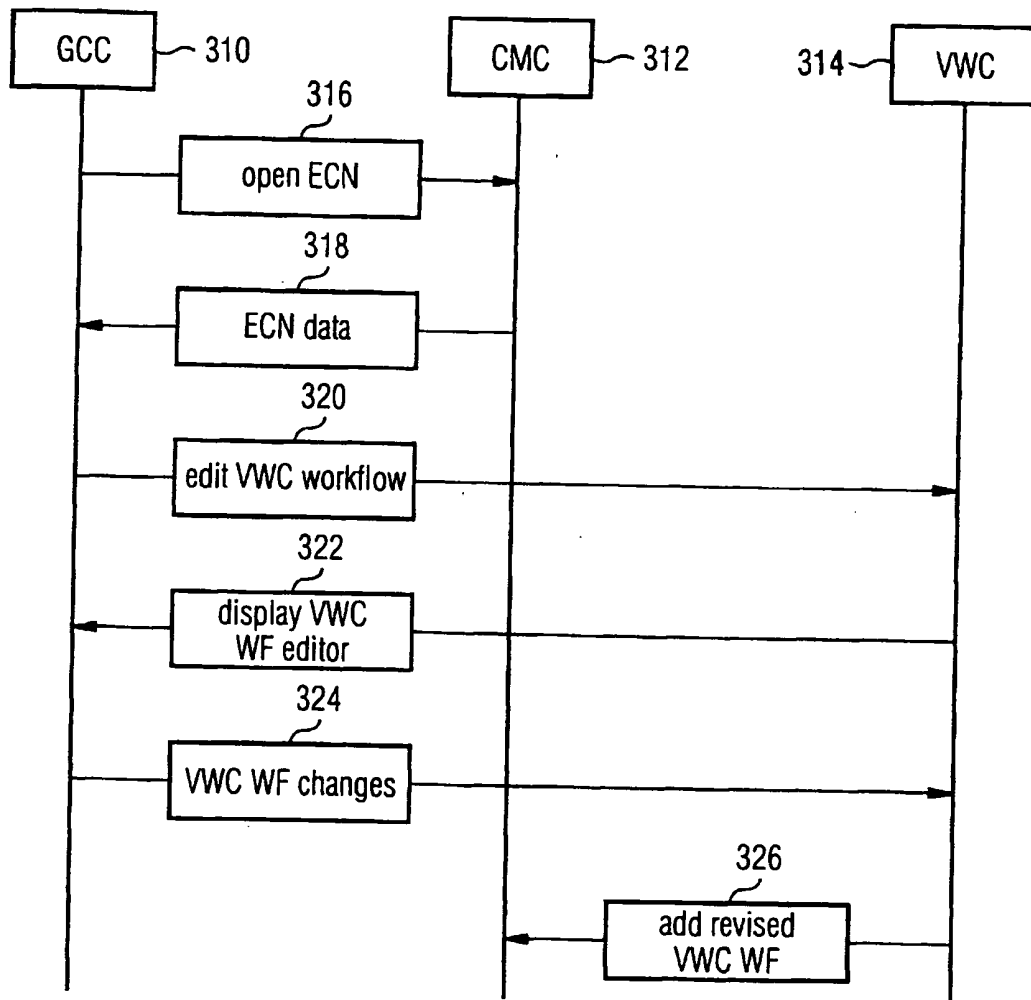 GCC
310
CMC
312
314
VWC
316
open ECN
318
ECN data
320
edit VWC workflow
322
display VWC
WF editor
324
VWC WF changes
326
add revised
VWC WF